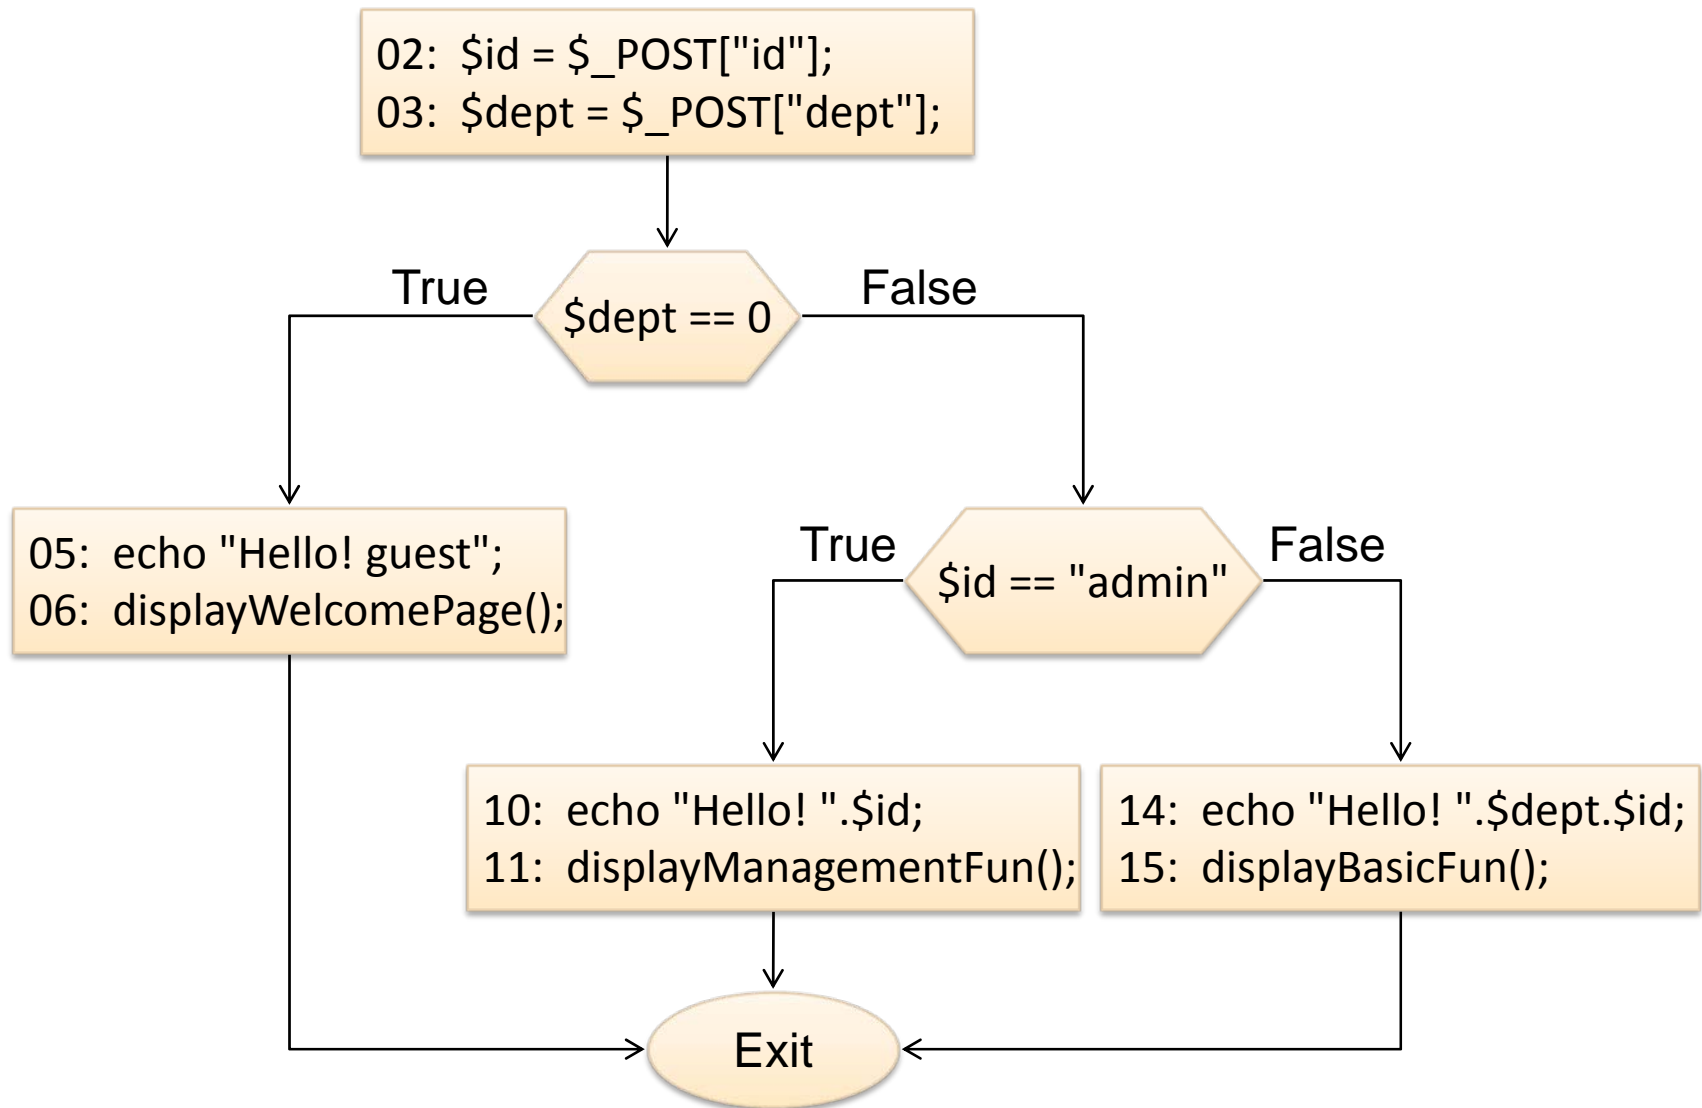 02: $id = $_POST["id"];
03: $dept = $_POST["dept"];
True
$dept == 0
False
05: echo "Hello! guest";
06: displayWelcomePage();
True
$id == "admin"
False
10: echo "Hello! ".$id;
11: displayManagementFun();
14: echo "Hello! ".$dept.$id;
15: displayBasicFun();
Exit